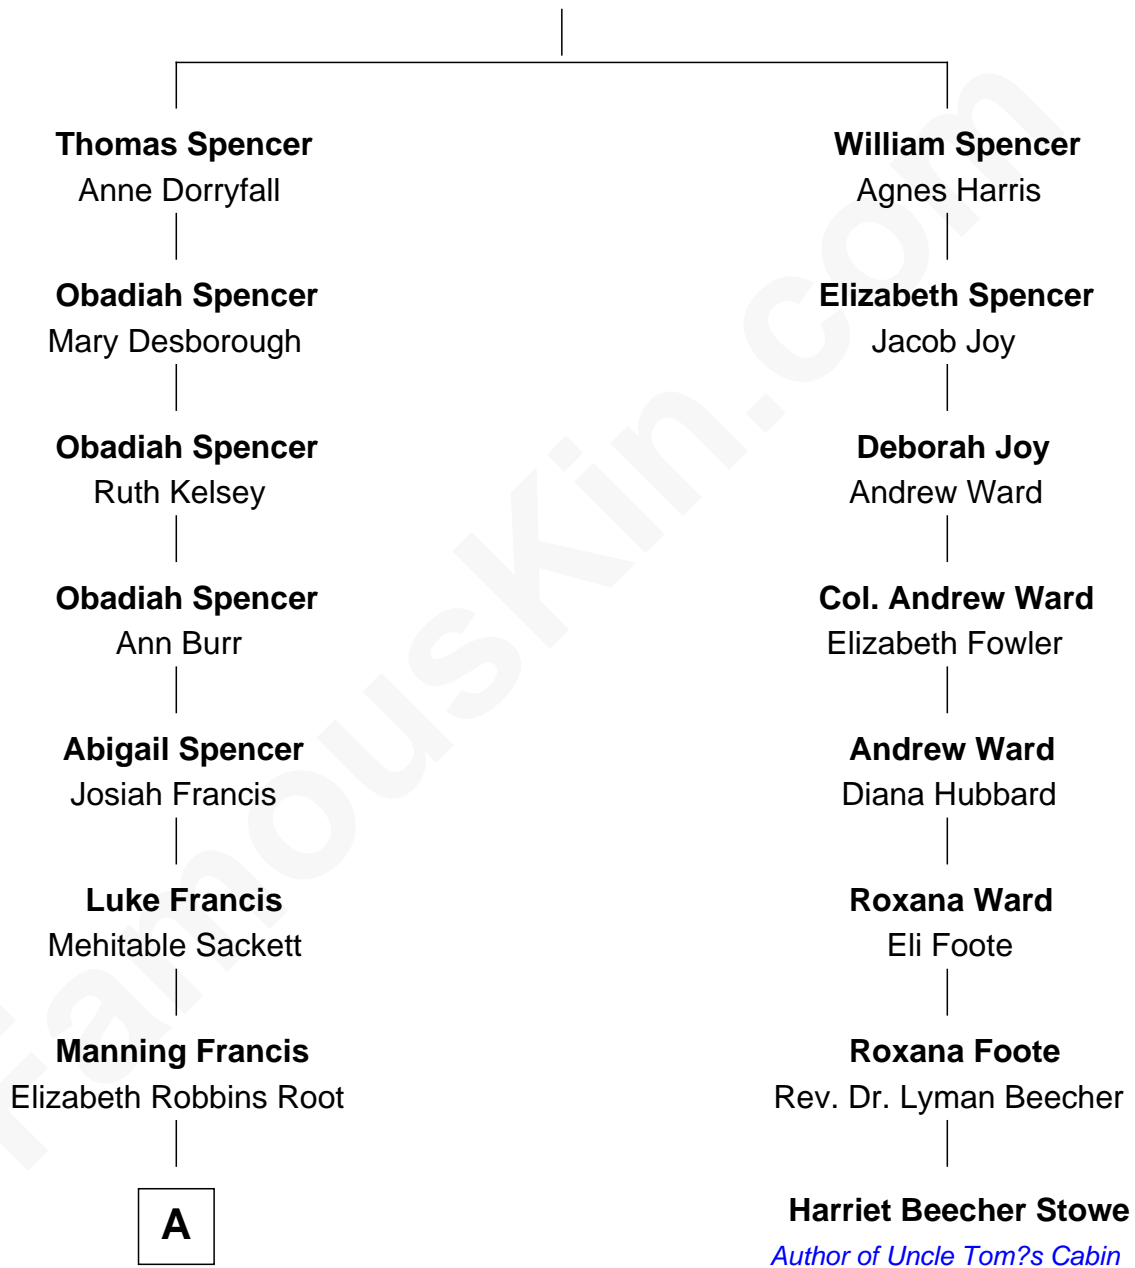 Thomas Spencer
Anne Dorryfall
Obadiah Spencer
Mary Desborough
Obadiah Spencer
Ruth Kelsey
Obadiah Spencer
Ann Burr
Abigail Spencer
Josiah Francis
Luke Francis
Mehitable Sackett
Manning Francis
Elizabeth Robbins Root
A
William Spencer
Agnes Harris
Elizabeth Spencer
Jacob Joy
Deborah Joy
Andrew Ward
Col. Andrew Ward
Elizabeth Fowler
Andrew Ward
Diana Hubbard
Roxana Ward
Eli Foote
Roxana Foote
Rev. Dr. Lyman Beecher
Harriet Beecher Stowe
Author of Uncle Tom?s Cabin
FamousKin.com